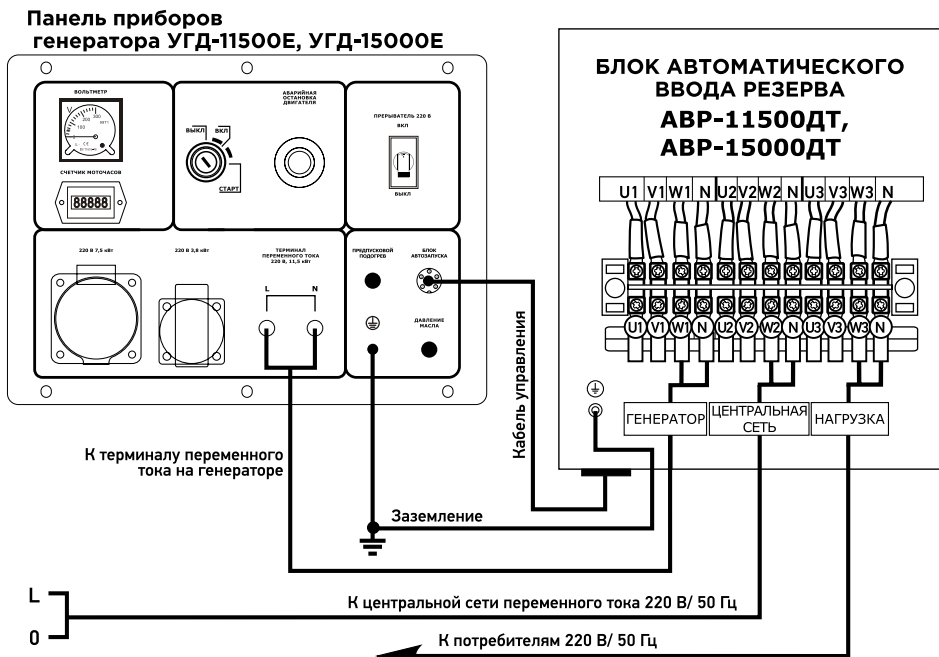 Панель приборов
генератора УГД-11500Е, УГД-15000Е
ВОЛЬТМЕТР
V
100
200
300
СЧЕТЧИК МОТОЧАСОВ
88888
ВЫКЛ
ВКЛ
СТАРТ
АВАРИЙНАЯ
ОСТАНОВКА
ДВИГАТЕЛЯ
ПРЕРЫВАТЕЛЬ 220 В
ВКЛ
ВЫКЛ
220 В 7,5 кВт
220 В 3,8 кВт
ТЕРМИНАЛ
ПЕРЕМЕННОГО ТОКА
220 В, 11,5 кВт
L N
ПРЕДПУСКОВОЙ
ПОДОГРЕВ
БЛОК
АВТОЗАПУСКА
ДАВЛЕНИЕ
МАСЛА
БЛОК АВТОМАТИЧЕСКОГО
ВВОДА РЕЗЕРВА
АВР-11500ДТ,
АВР-15000ДТ
U1 V1 W1 N U2 V2 W2 N U3 V3 W3 N
U1 V1 W1 N U2 V2 W2 N U3 V3 W3 N
ГЕНЕРАТОР
ЦЕНТРАЛЬНАЯ
СЕТЬ
НАГРУЗКА
Кабель управления
К терминалу переменного
тока на генераторе
Заземление
L
0
К центральной сети переменного тока 220 В/ 50 Гц
К потребителям 220 В/ 50 Гц